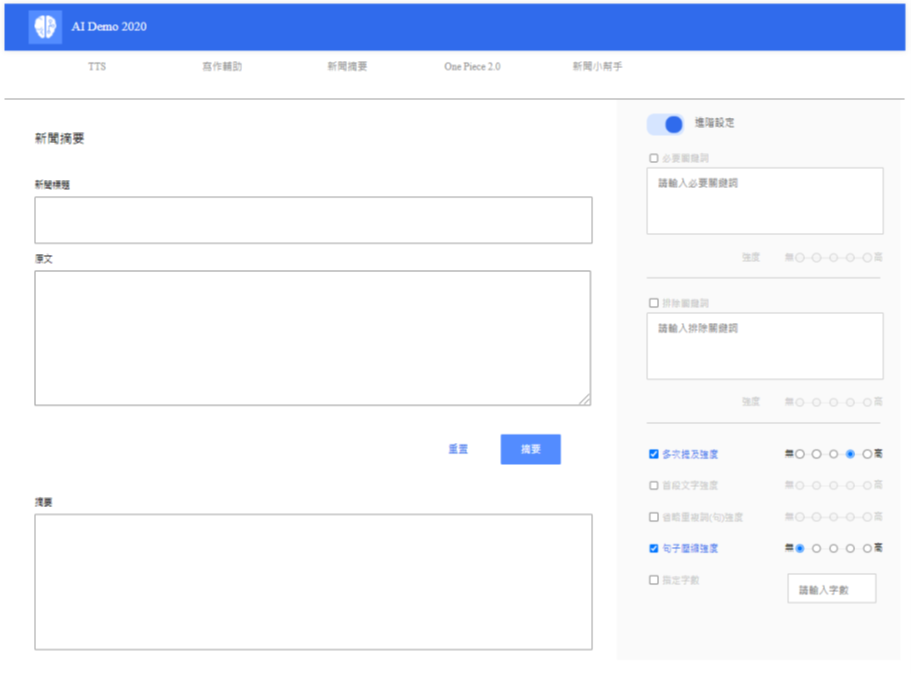 AI Demo 2020
TTS 寫作輔助 新聞摘要 One Piece 2.0 新聞小幫手
新聞摘要
新聞標題
原文
重置 摘要
摘要
進階設定
必要關鍵詞
請輸入必要關鍵詞
強度 無 高
排除關鍵詞
請輸入排除關鍵詞
強度 無 高
多次提及強度 無 高
首段文字強度 無 高
省略重複詞(句)強度 無 高
句子壓縮強度 無 高
指定字數 請輸入字數